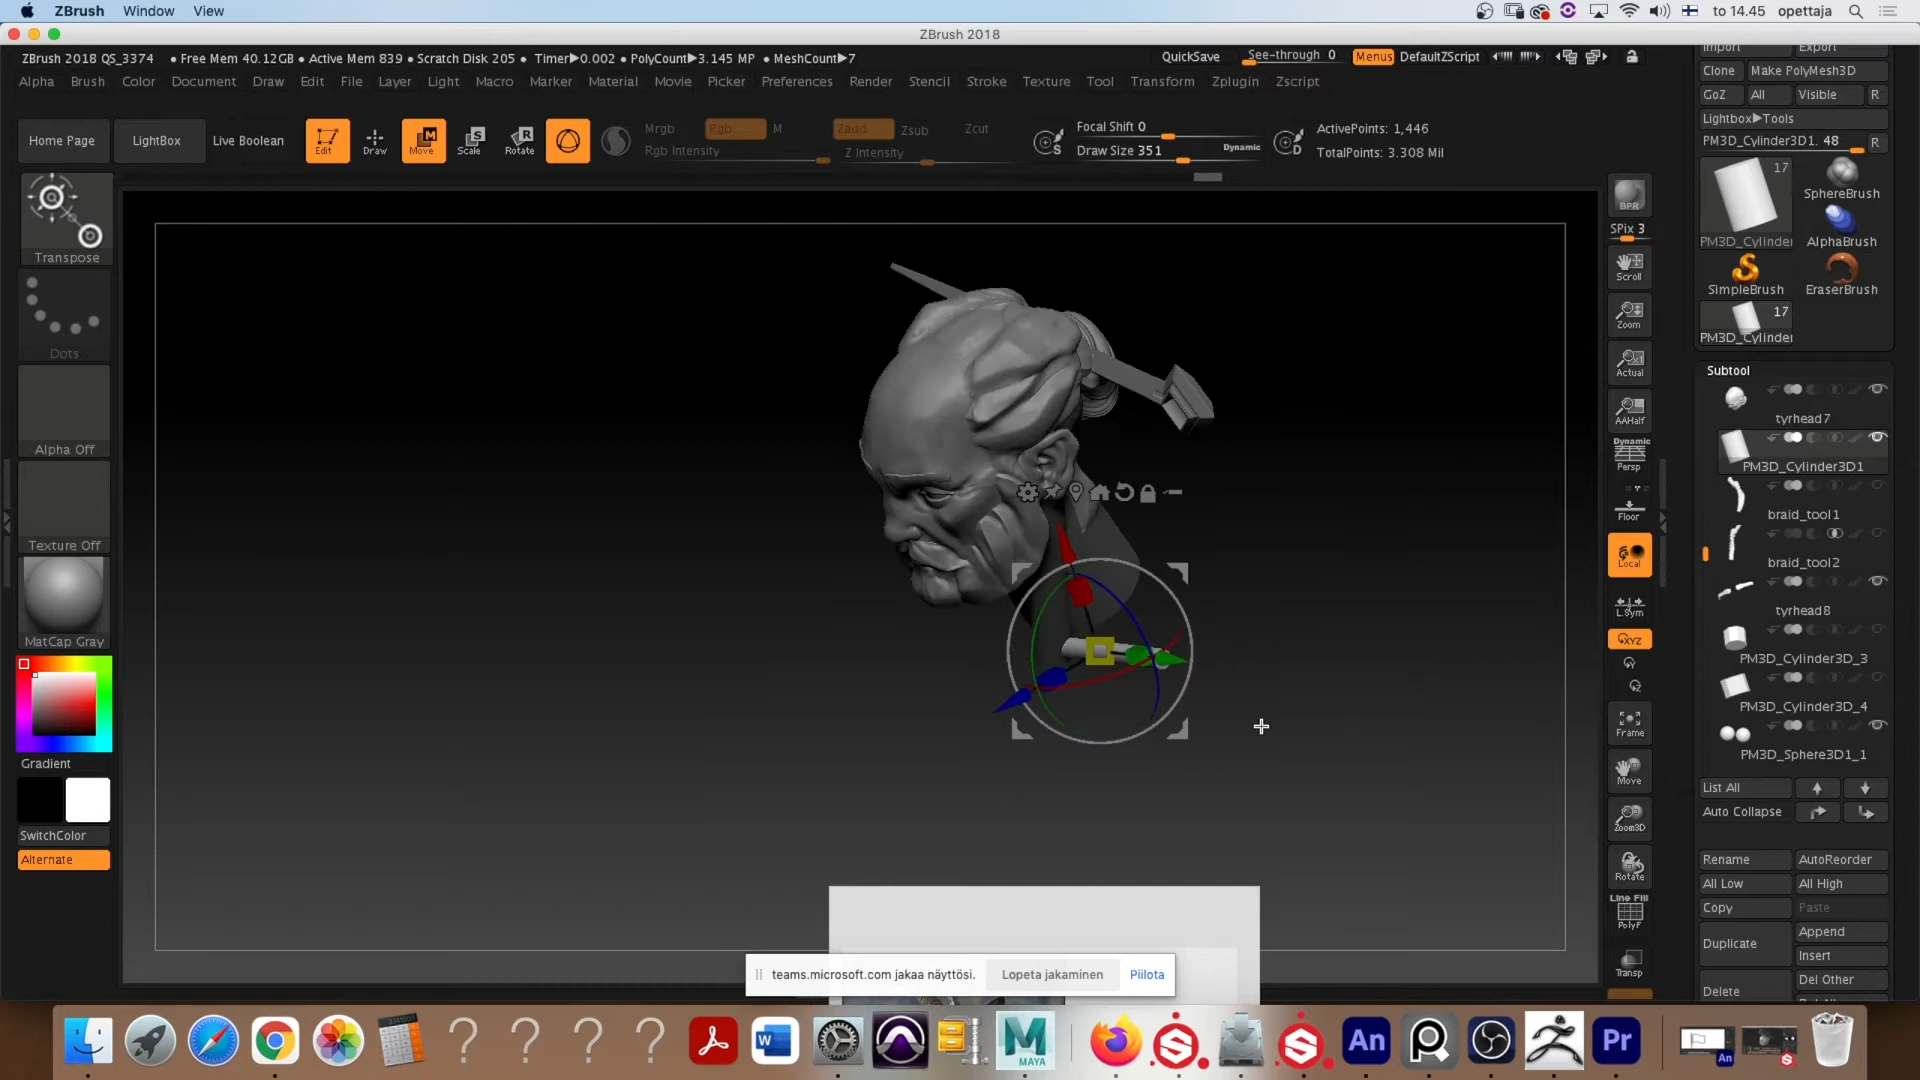 ZBrush Window View
to 14.45 opettaja
ZBrush 2018
ZBrush 2018 QS_3374 • Free Mem 40.12GB • Active Mem 839 • Scratch Disk 205 • Timer▶0.002 • PolyCount▶3.145 MP • MeshCount▶7
QuickSave See-through 0 Menus DefaultZScript
Alpha Brush Color Document Draw Edit File Layer Light Macro Marker Material Movie Picker Preferences Render Stencil Stroke Texture Tool Transform Zplugin Zscript
Home Page LightBox Live Boolean Edit Draw Move Scale Rotate
Mrgb Rgb M Zadd Zsub Zcut
Rgb Intensity Z Intensity
Focal Shift 0
Draw Size 351 Dynamic
ActivePoints: 1,446
TotalPoints: 3.308 Mil
Transpose
Dots
Alpha Off
Texture Off
MatCap Gray
Gradient
SwitchColor
Alternate
BPR
SPix 3
Scroll
Zoom
Actual
AAHalf
Dynamic
Persp
Floor
Local
L.Sym
XYZ
Frame
Move
Zoom3D
Rotate
Line Fill
PolyF
Transp
Import Export
Clone Make PolyMesh3D
GoZ All Visible R
Lightbox▶Tools
PM3D_Cylinder3D1. 48 R
17
SphereBrush
PM3D_Cylinder AlphaBrush
SimpleBrush EraserBrush
17
PM3D_Cylinder
Subtool
tyrhead7
PM3D_Cylinder3D1
braid_tool1
braid_tool2
tyrhead8
PM3D_Cylinder3D_3
PM3D_Cylinder3D_4
PM3D_Sphere3D1_1
List All
Auto Collapse
Rename AutoReorder
All Low All High
Copy Paste
Duplicate Append
Insert
Delete Del Other
teams.microsoft.com jakaa näyttösi. Lopeta jakaminen Piilota
W MAYA An Pr An